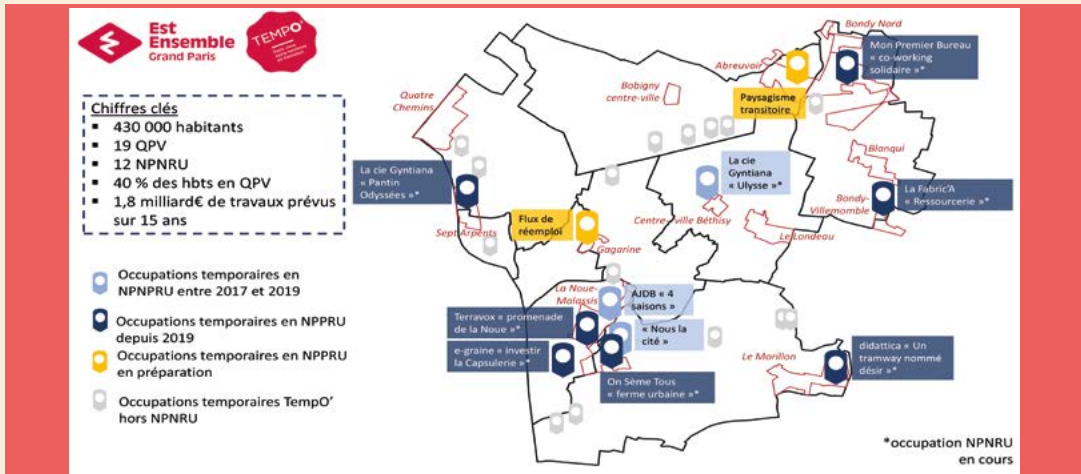 Est
Ensemble
Grand Paris
TEMPO'
Chiffres clés
▪ 430 000 habitants
▪ 19 QPV
▪ 12 NPNRU
▪ 40 % des hbts en QPV
▪ 1,8 milliard€ de travaux prévus
sur 15 ans
Occupations temporaires en
NPNPRU entre 2017 et 2019
Occupations temporaires en NPPRU
depuis 2019
Occupations temporaires en NPPRU
en préparation
Occupations temporaires TempO'
hors NPNRU
Quatre
Chemins
Bobigny
centre-ville
Abreuvoir
Bondy Nord
Mon Premier Bureau
« co-working
solidaire »*
Paysagisme
transitoire
Blanqui
La cie Gyntiana
« Pantin
Odyssées »*
La cie
Gyntiana
« Ulysse »*
La Fabric'A
« Ressourcerie »*
Bondy-
Villemomble
Sept Arpents
Flux de
réemploi
Gagarine
Centre-ville Béthisy
Le Londeau
La Noue-
Malassis
AJDB « 4
saisons »
Terravox « promenade
de la Noue »*
« Nous la
cité »
e-graine « investir
la Capsulerie »*
On Sème Tous
« ferme urbaine »*
Le Morillon
didattica « Un
tramway nommé
désir »*
*occupation NPNRU
en cours